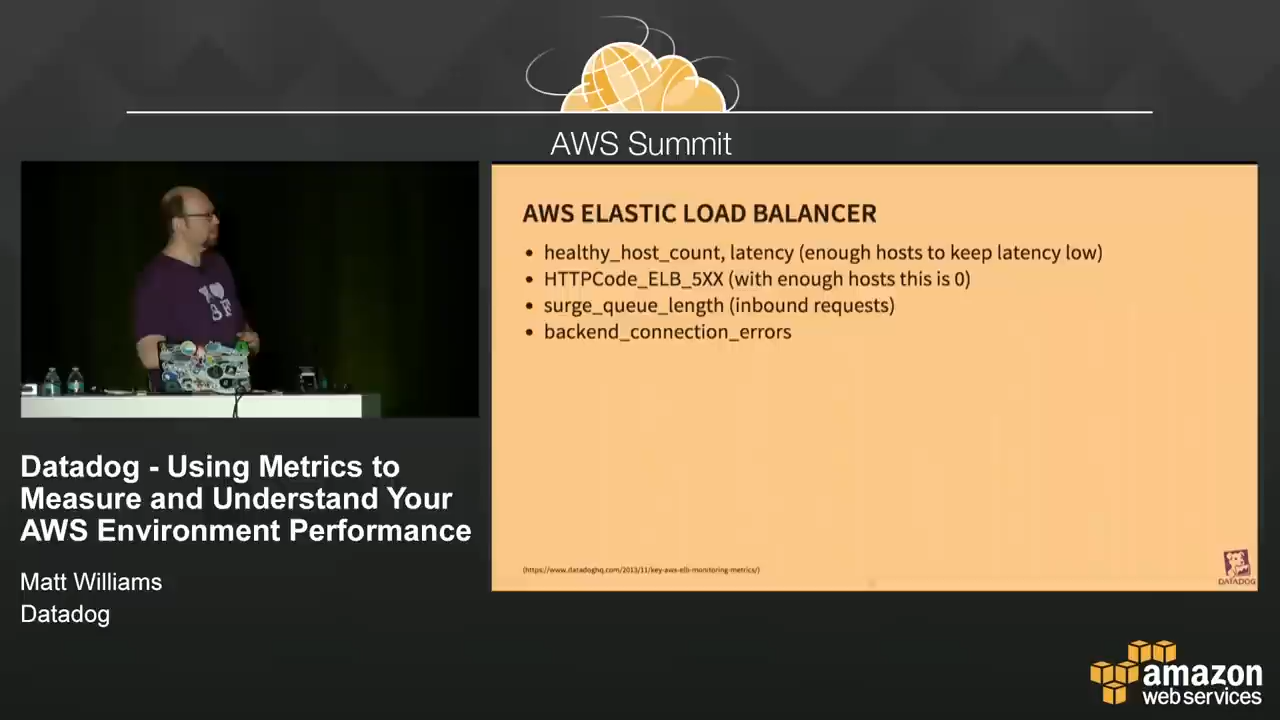 AWS Summit
AWS ELASTIC LOAD BALANCER
• healthy_host_count, latency (enough hosts to keep latency low)
• HTTPCode_ELB_5XX (with enough hosts this is 0)
• surge_queue_length (inbound requests)
• backend_connection_errors
(https://www.datadoghq.com/2013/11/key-aws-elb-monitoring-metrics/)
DATADOG
Datadog - Using Metrics to
Measure and Understand Your
AWS Environment Performance
Matt Williams
Datadog
amazon
web services